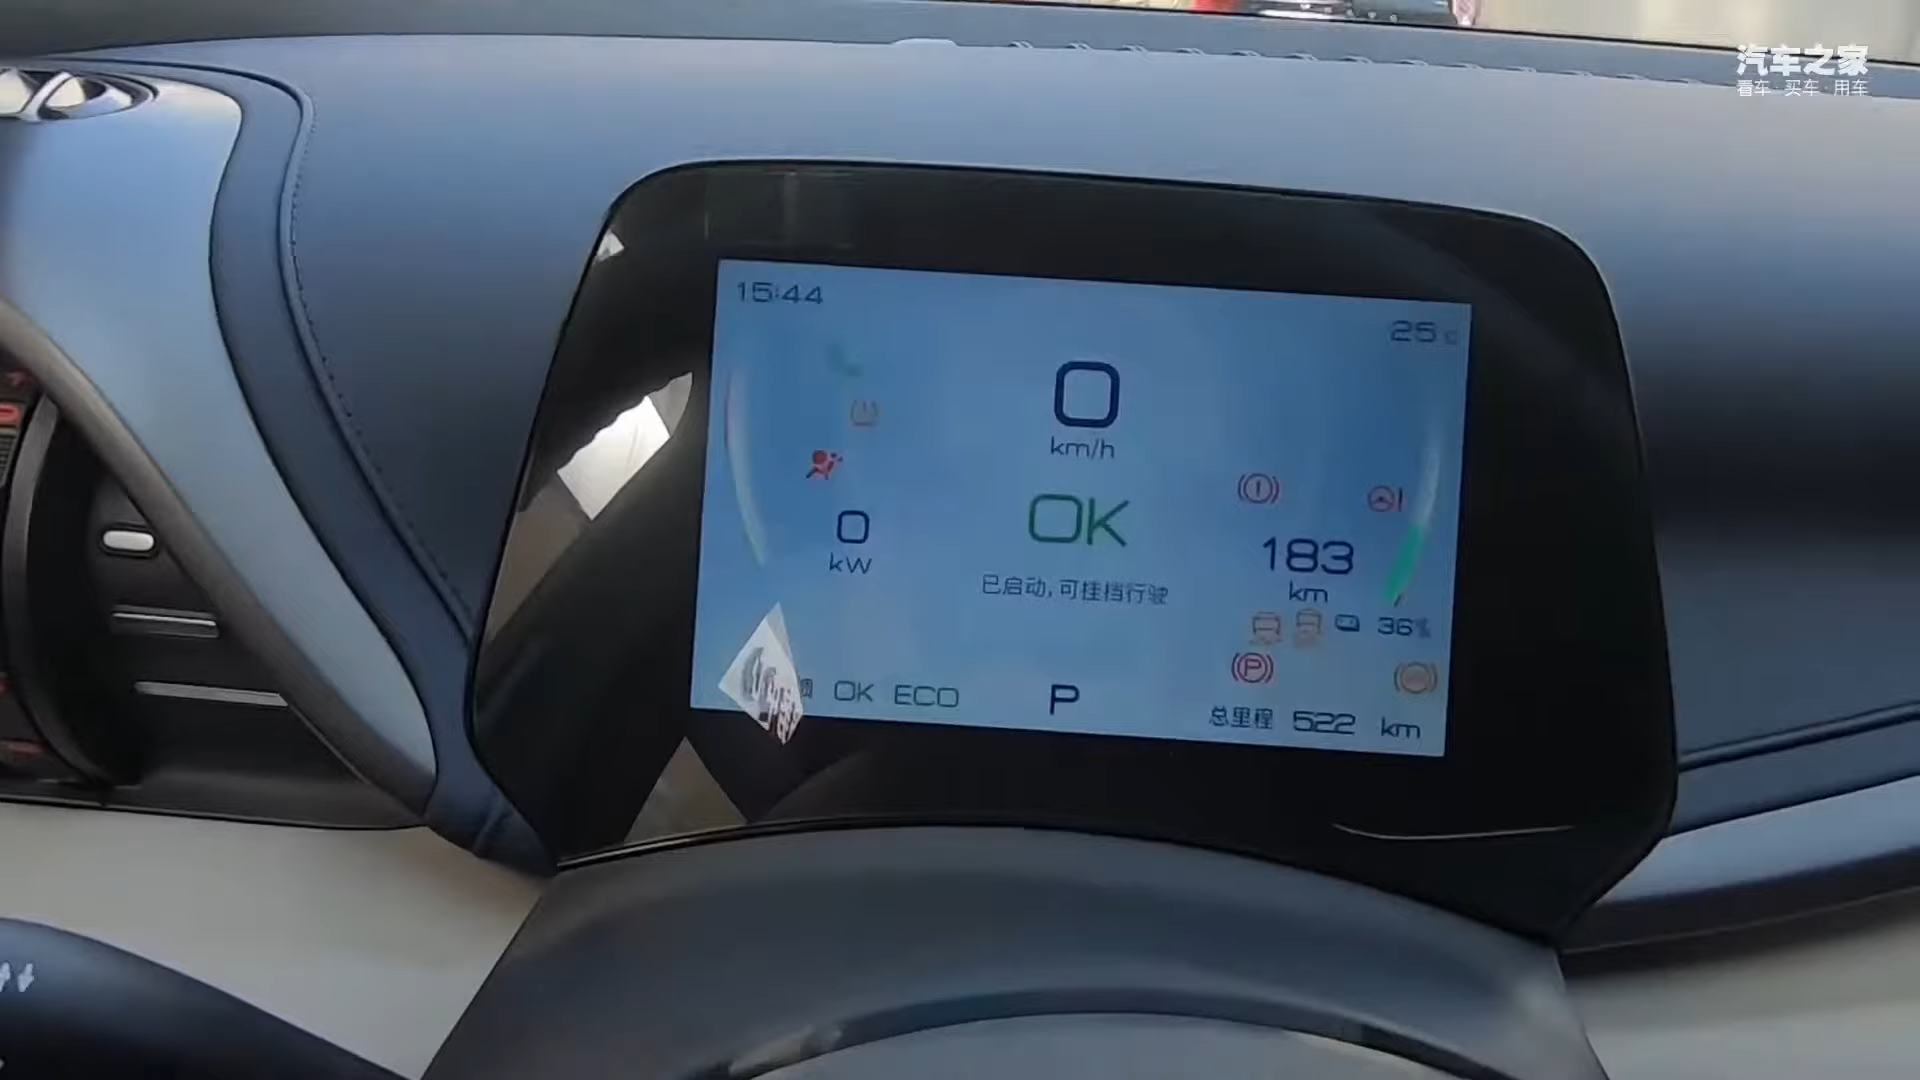 汽车之家
看车·买车·用车
15:44
25
0
km/h
OK
0
kW
183
km
已启动,可挂挡行驶
36%
OK ECO
P
总里程 522 km